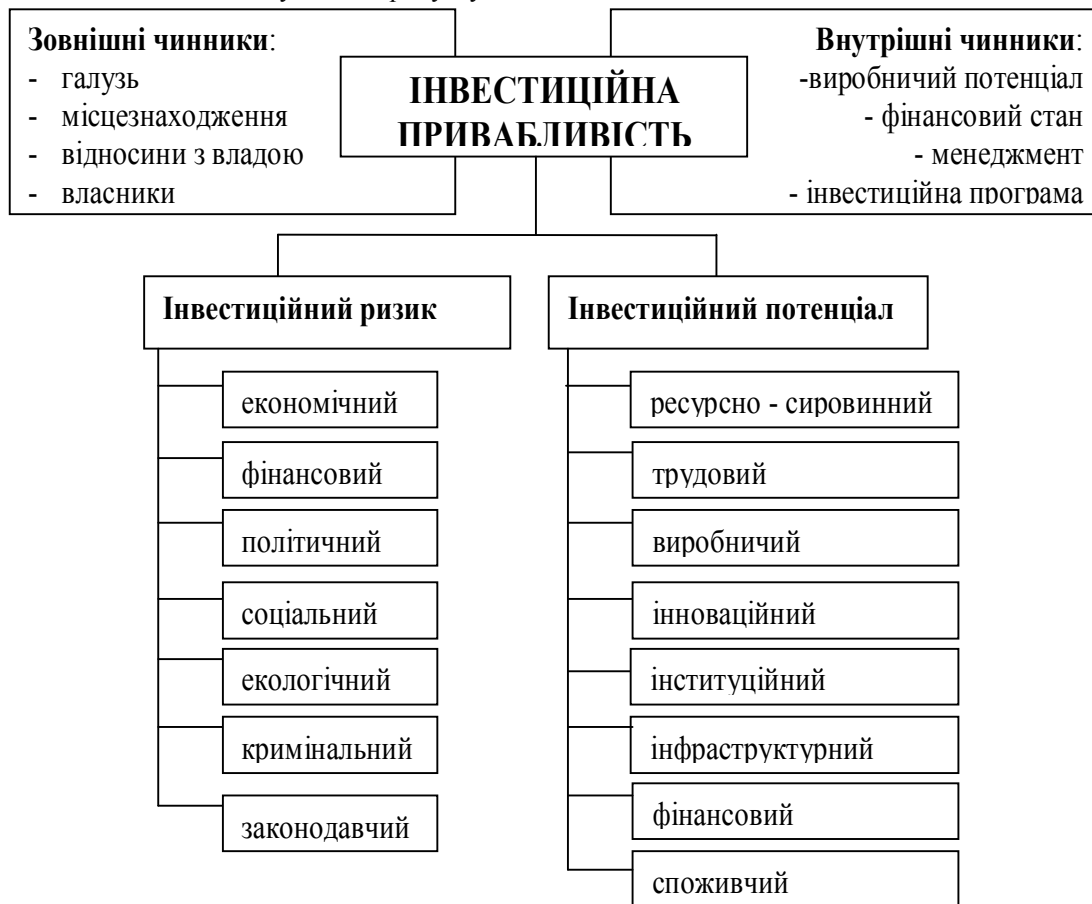 Зовнішні чинники:
- галузь
- місцезнаходження
- відносини з владою
- власники
ІНВЕСТИЦІЙНА
ПРИВАБЛИВІСТЬ
Внутрішні чинники:
-виробничий потенціал
- фінансовий стан
- менеджмент
- інвестиційна програма
Інвестиційний ризик
економічний
фінансовий
політичний
соціальний
екологічний
кримінальний
законодавчий
Інвестиційний потенціал
ресурсно - сировинний
трудовий
виробничий
інноваційний
інституційний
інфраструктурний
фінансовий
споживчий